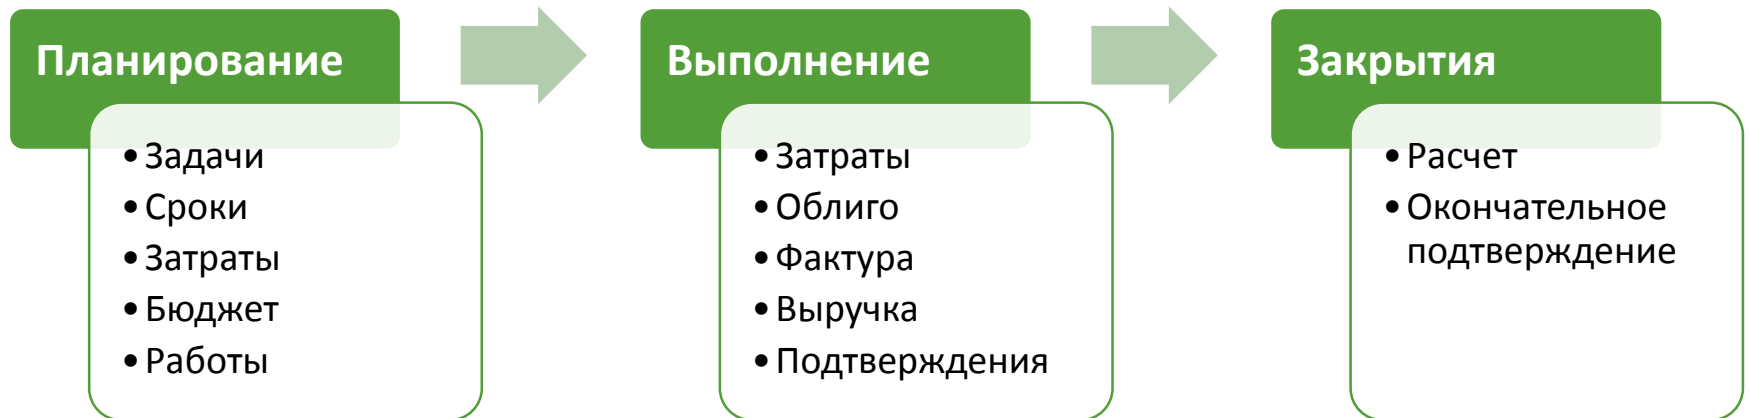 Планирование
• Задачи
• Сроки
• Затраты
• Бюджет
• Работы
Выполнение
• Затраты
• Облиго
• Фактура
• Выручка
• Подтверждения
Закрытия
• Расчет
• Окончательное
подтверждение